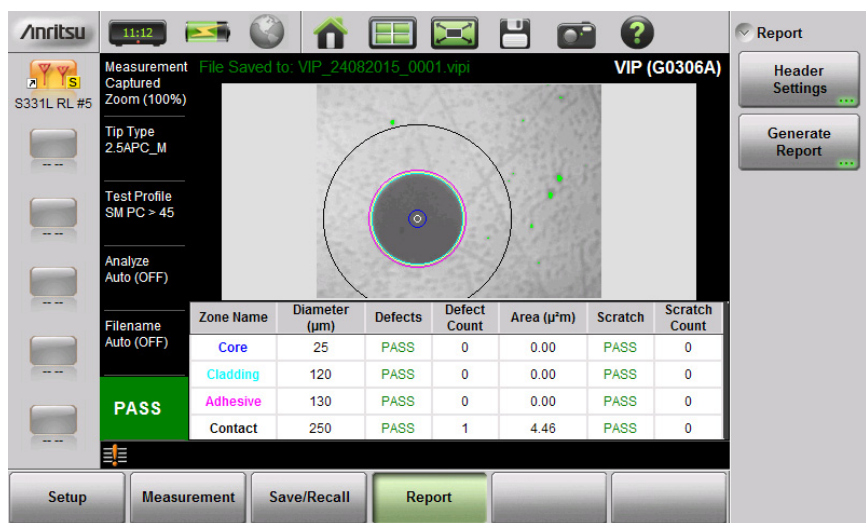 Anritsu
11:12
?
Report
S331L RL #5
-- --
-- --
-- --
-- --
-- --
Measurement
Captured
Zoom (100%)
Tip Type
2.5APC_M
Test Profile
SM PC > 45
Analyze
Auto (OFF)
Filename
Auto (OFF)
PASS
File Saved to: VIP_24082015_0001.vipi
VIP (G0306A)
Zone Name Diameter (µm) Defects Defect Count Area (µ²m) Scratch Scratch Count
Core 25 PASS 0 0.00 PASS 0
Cladding 120 PASS 0 0.00 PASS 0
Adhesive 130 PASS 0 0.00 PASS 0
Contact 250 PASS 1 4.46 PASS 0
Header
Settings
Generate
Report
Setup Measurement Save/Recall Report